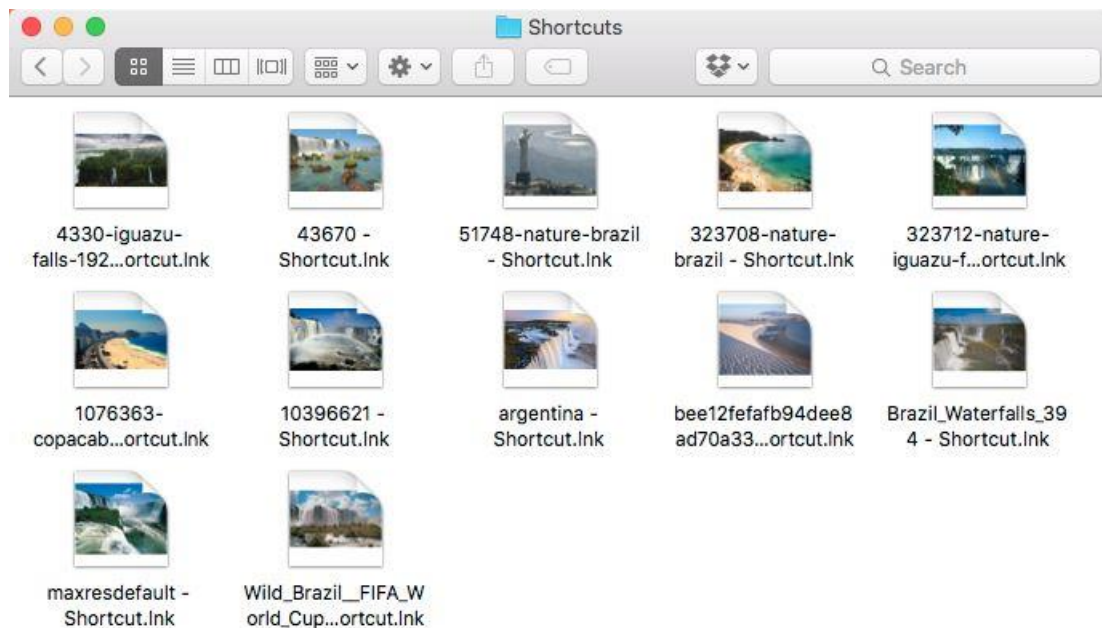 Shortcuts
Search
4330-iguazu-
falls-192...ortcut.lnk
43670 -
Shortcut.lnk
51748-nature-brazil
- Shortcut.lnk
323708-nature-
brazil - Shortcut.lnk
323712-nature-
iguazu-f...ortcut.lnk
1076363-
copacab...ortcut.lnk
10396621 -
Shortcut.lnk
argentina -
Shortcut.lnk
bee12fefafb94dee8
ad70a33...ortcut.lnk
Brazil_Waterfalls_39
4 - Shortcut.lnk
maxresdefault -
Shortcut.lnk
Wild_Brazil__FIFA_W
orld_Cup...ortcut.lnk